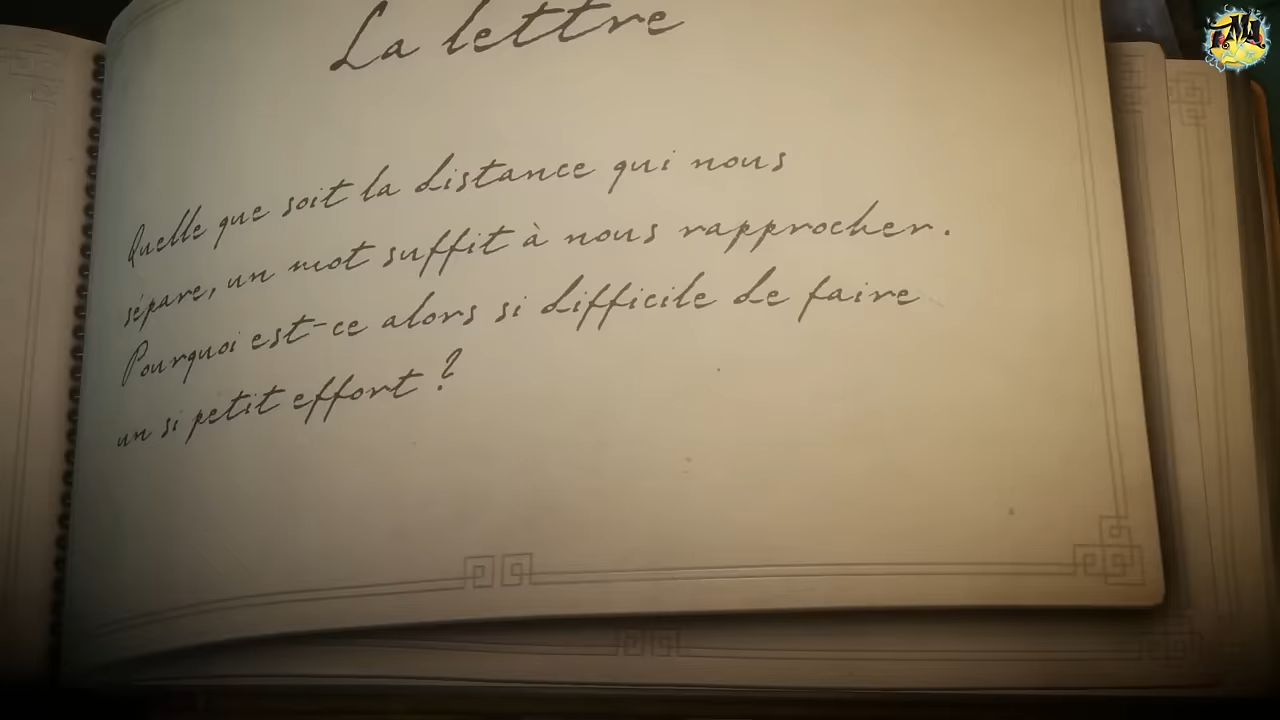 La lettre
Quelle que soit la distance qui nous
sépare, un mot suffit à nous rapprocher.
Pourquoi est-ce alors si difficile de faire
un si petit effort ?